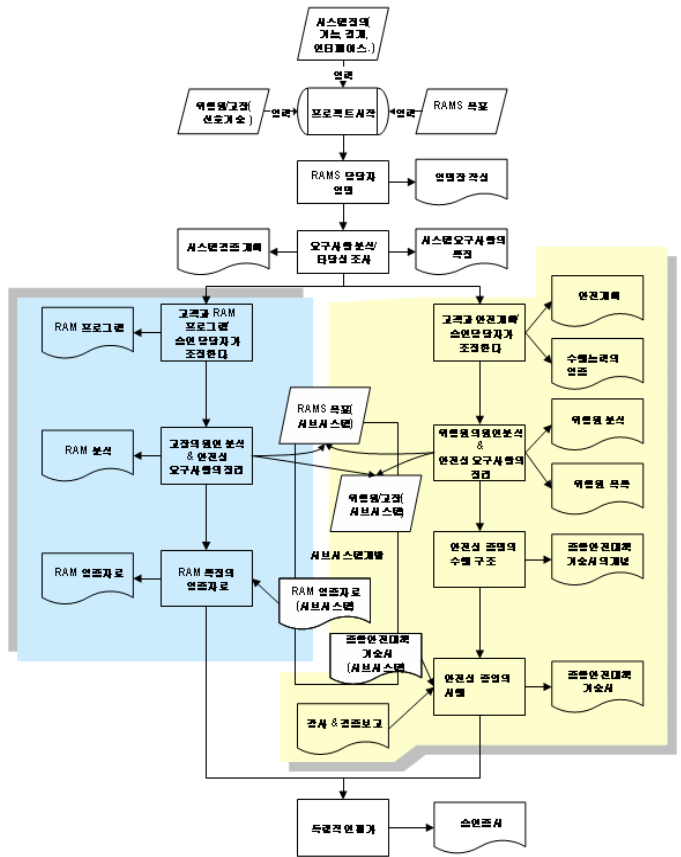 시스템정의(
기능, 경계,
인터페이스.)
입력
위험원/고장(
선호기술)
입력
프로젝트시작
입력
RAMS 목표
RAMS 담당자
임명
임명장 작성
시스템검증 계획
요구사항 분석/
타당성 조사
시스템요구사항의
특징
RAM 프로그램
고객과 RAM
프로그램/
승인 담당자가
조정한다
고객과 안전계획/
승인담당자가
조정한다
안전계획
수행능력의
인증
RAMS 목표(
서브시스템)
RAM 분석
고장의 원인 분석
& 안전성
요구사항의 정리
위험원의 원인분석
&
안전성 요구사항의
정리
위험원 분석
위험원 목록
위험원/고장(
서브시스템)
서브시스템개발
RAM 인증자료
RAM 특징의
인증자료
RAM 인증자료
(서브시스템)
안전성 증명의
수행 구조
종합안전대책
기술서의개념
종합안전대책
기술서
(서브시스템)
안전성 증명의
시행
종합안전대책
기술서
검사 & 검증보고
독립적인평가
승인증서